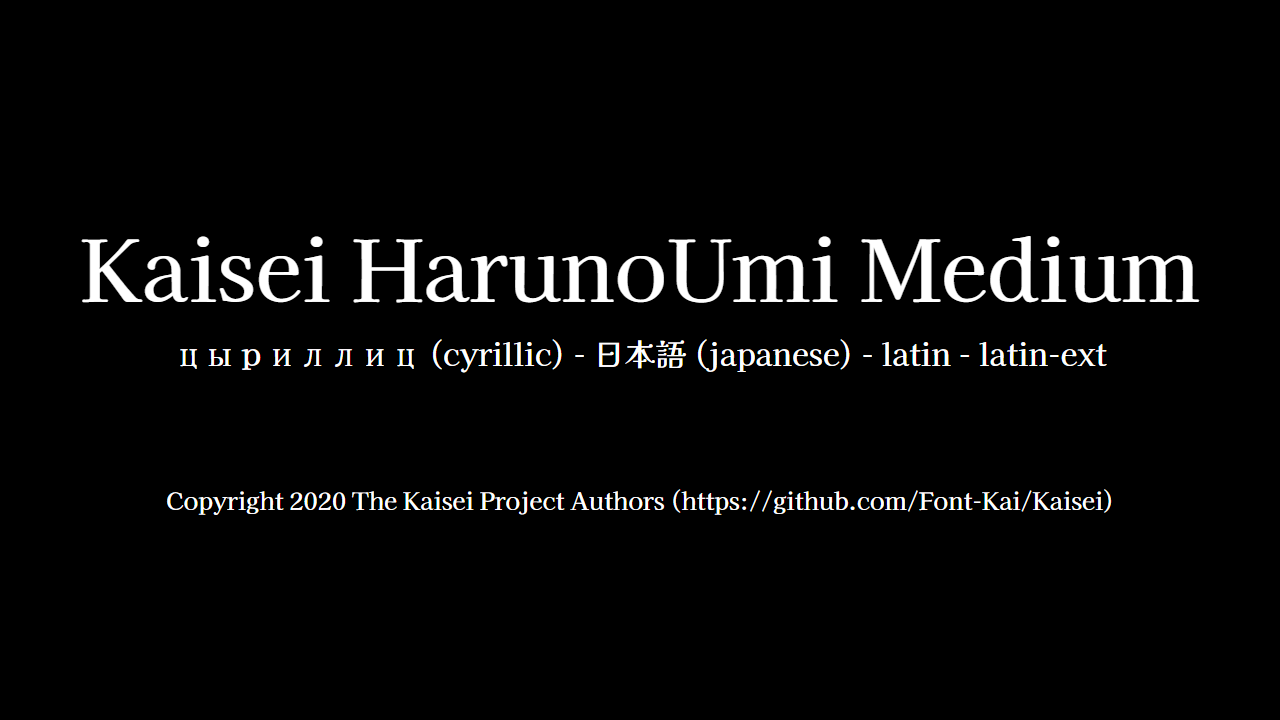 Kaisei HarunoUmi Medium
цыриллиц (cyrillic) - 日本語 (japanese) - latin - latin-ext
Copyright 2020 The Kaisei Project Authors (https://github.com/Font-Kai/Kaisei)